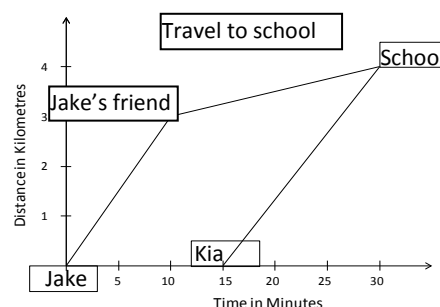 Travel to school
School
4
Jake's friend
3
2
1
Kia
Jake
5
10
15
20
25
30
Distance in Kilometres
Time in Minutes